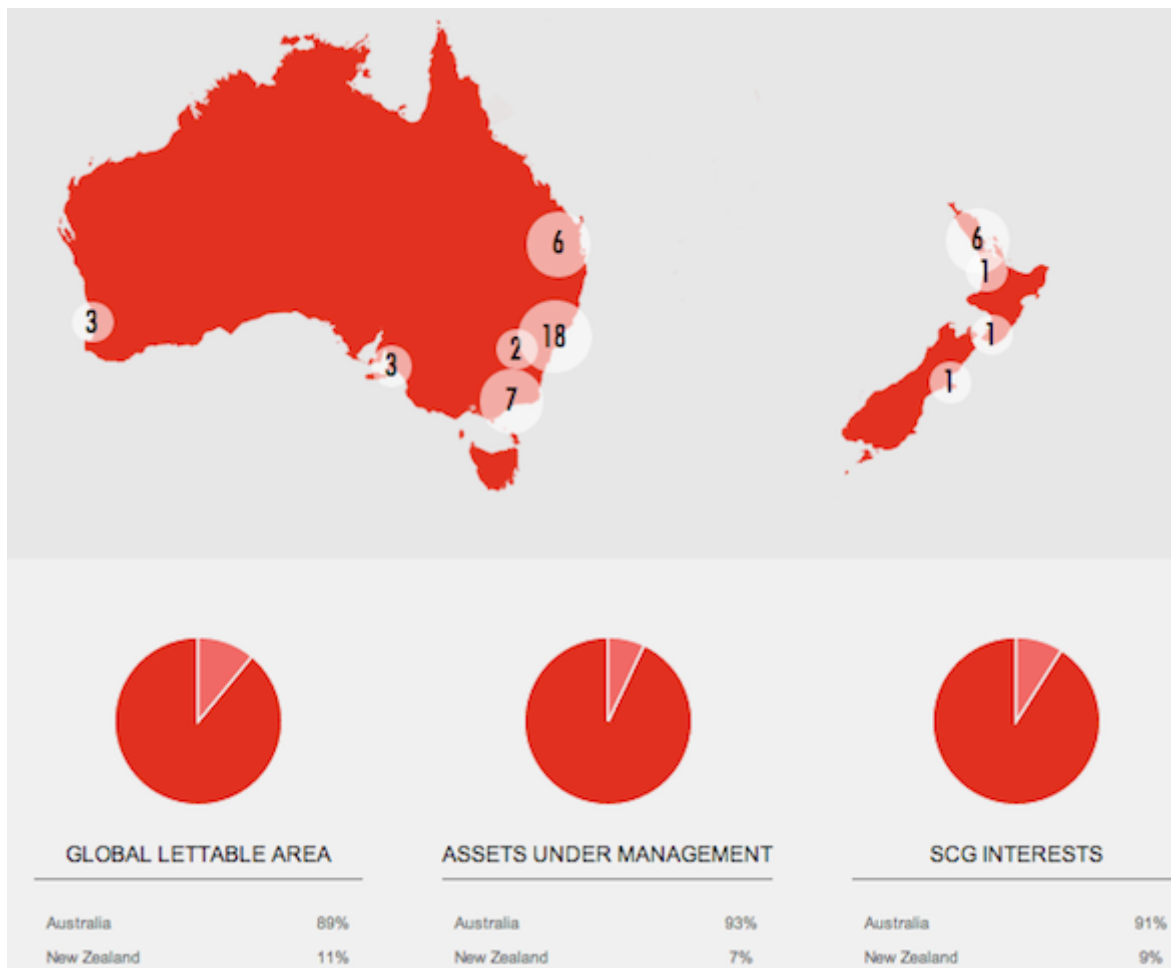 6
6
1
3
18
1
2
3
1
7
GLOBAL LETTABLE AREA
ASSETS UNDER MANAGEMENT
SCG INTERESTS
Australia 89%
Australia 93%
Australia 91%
New Zealand 11%
New Zealand 7%
New Zealand 9%